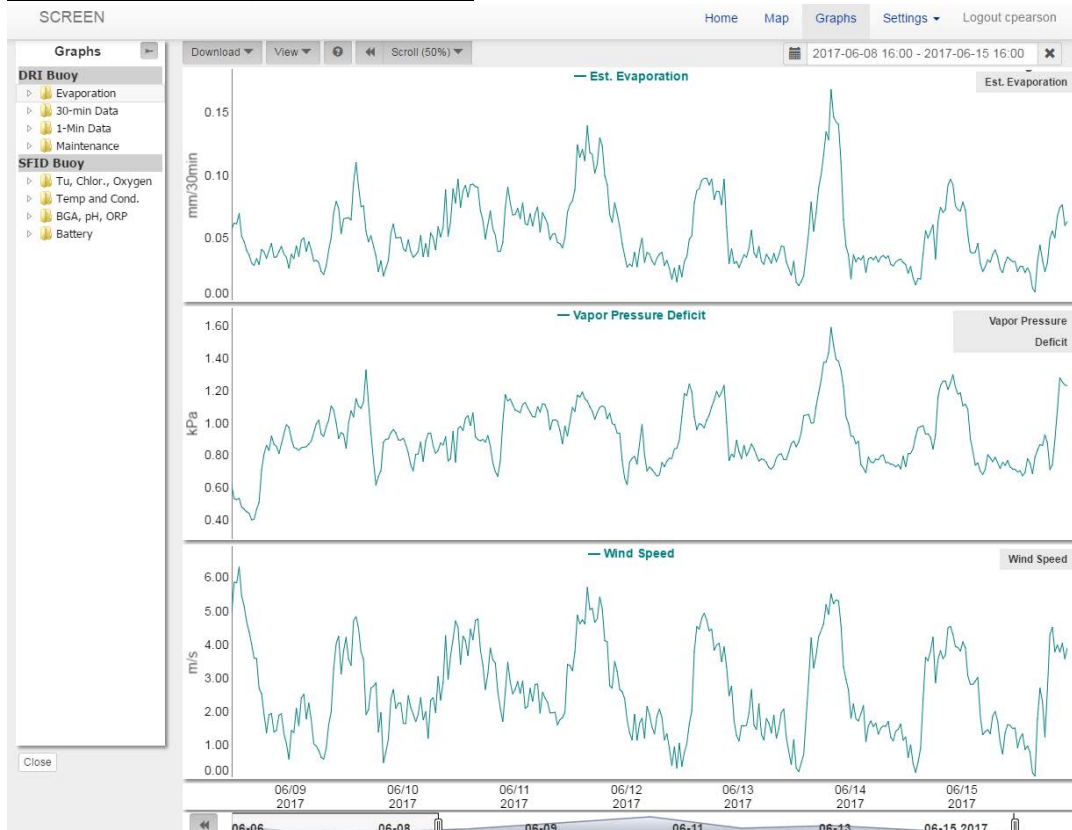 SCREEN
Home Map Graphs Settings Logout cpearson
Graphs
DRI Buoy
Evaporation
30-min Data
1-Min Data
Maintenance
SFID Buoy
Tu, Chlor., Oxygen
Temp and Cond.
BGA, pH, ORP
Battery
Close
Download View Scroll (50%) 2017-06-08 16:00 - 2017-06-15 16:00
Est. Evaporation
Est. Evaporation
mm/30min
0.15
0.10
0.05
0.00
Vapor Pressure Deficit
Vapor Pressure
Deficit
kPa
1.60
1.40
1.20
1.00
0.80
0.60
0.40
Wind Speed
Wind Speed
m/s
6.00
5.00
4.00
3.00
2.00
1.00
0.00
06/09 06/10 06/11 06/12 06/13 06/14 06/15
2017 2017 2017 2017 2017 2017 2017
06-06 06-08 06-09 06-11 06-13 06-15 2017